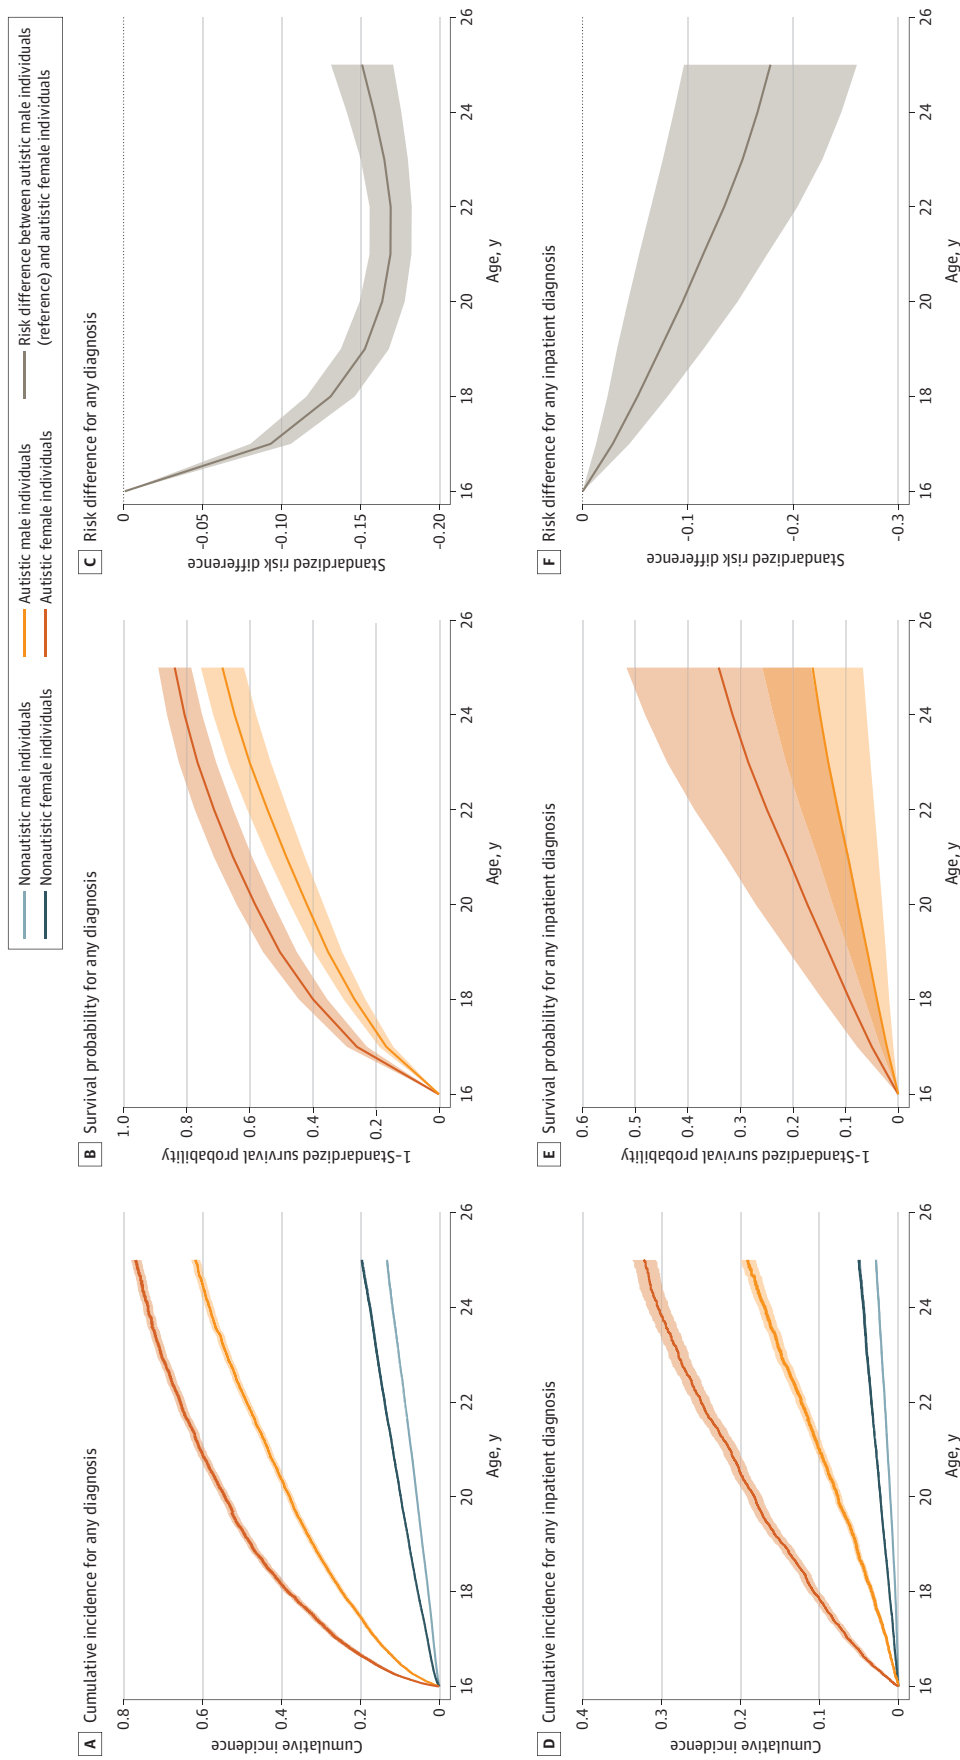 Nonautistic male individuals
Nonautistic female individuals
Autistic male individuals
Autistic female individuals
Risk difference between autistic male individuals
(reference) and autistic female individuals
A Cumulative incidence for any diagnosis
0.8
0.6
0.4
0.2
0
Cumulative incidence
16 18 20 22 24 26
Age, y
B Survival probability for any diagnosis
1.0
0.8
0.6
0.4
0.2
0
1-Standardized survival probability
16 18 20 22 24 26
Age, y
C Risk difference for any diagnosis
0
-0.05
-0.10
-0.15
-0.20
Standardized risk difference
16 18 20 22 24 26
Age, y
D Cumulative incidence for any inpatient diagnosis
0.4
0.3
0.2
0.1
0
Cumulative incidence
16 18 20 22 24 26
Age, y
E Survival probability for any inpatient diagnosis
0.6
0.5
0.4
0.3
0.2
0.1
0
1-Standardized survival probability
16 18 20 22 24 26
Age, y
F Risk difference for any inpatient diagnosis
0
-0.1
-0.2
-0.3
Standardized risk difference
16 18 20 22 24 26
Age, y